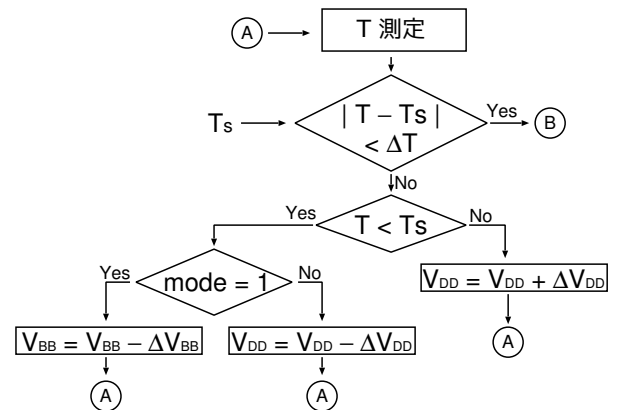 A
T 測定
Ts
| T – Ts |
< ΔT
Yes
B
No
Yes
T < Ts
No
Yes
mode = 1
No
VDD = VDD + ΔVDD
VBB = VBB – ΔVBB
VDD = VDD – ΔVDD
A
A
A